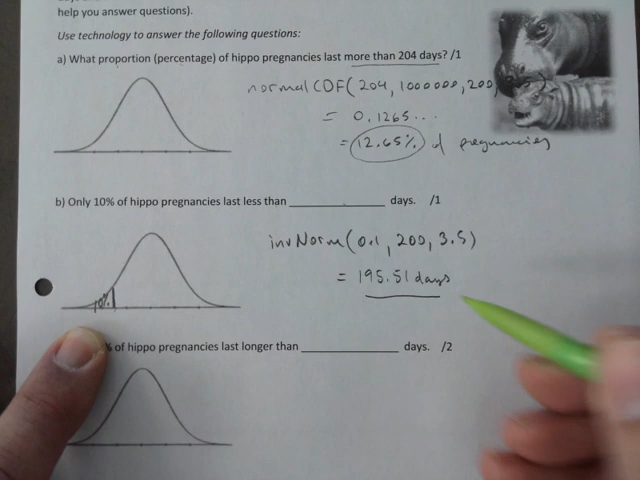 help you answer questions).
Use technology to answer the following questions:
a) What proportion (percentage) of hippo pregnancies last more than 204 days? /1
normalCDF(204, 1000000, 200,
= 0.1265...
= 12.65% of pregnancies
b) Only 10% of hippo pregnancies last less than ____________ days. /1
invNorm(0.1, 200, 3.5)
= 195.51 days
10%
% of hippo pregnancies last longer than ____________ days. /2